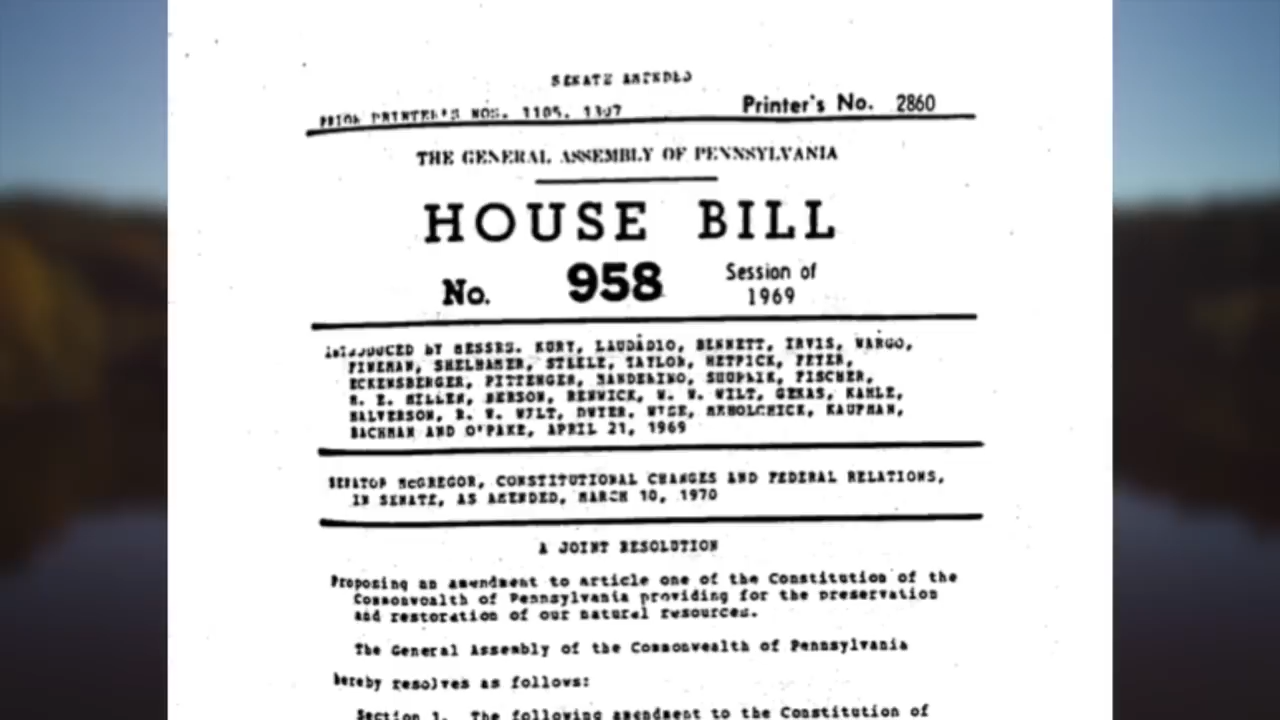 SENATE AMENDED
PRIOR PRINTER'S NOS. 1105, 1307 Printer's No. 2860
THE GENERAL ASSEMBLY OF PENNSYLVANIA
HOUSE BILL
No. 958 Session of
1969
INTRODUCED BY MESSRS. KURY, LAUDADIO, BENNETT, IRVIS, WARGO,
FINEMAN, SHELHAMER, STEELE, TAYLOR, HETRICK, FETER,
ECKENSBERGER, PITTENGER, MANDERINO, SHUPNIK, FISCHER,
M. E. MILLER, BERSON, RENWICK, W. W. WILT, GEKAS, KAHLE,
HALVERSON, R. W. WILT, DWYER, WISE, MEHOLCHICK, KAUFMAN,
BACHMAN AND O'PAKE, APRIL 21, 1969
SENATOR McGREGOR, CONSTITUTIONAL CHANGES AND FEDERAL RELATIONS,
IN SENATE, AS AMENDED, MARCH 10, 1970
A JOINT RESOLUTION
Proposing an amendment to article one of the Constitution of the
Commonwealth of Pennsylvania providing for the preservation
and restoration of our natural resources.
The General Assembly of the Commonwealth of Pennsylvania
hereby resolves as follows:
Section 1. The following amendment to the Constitution of